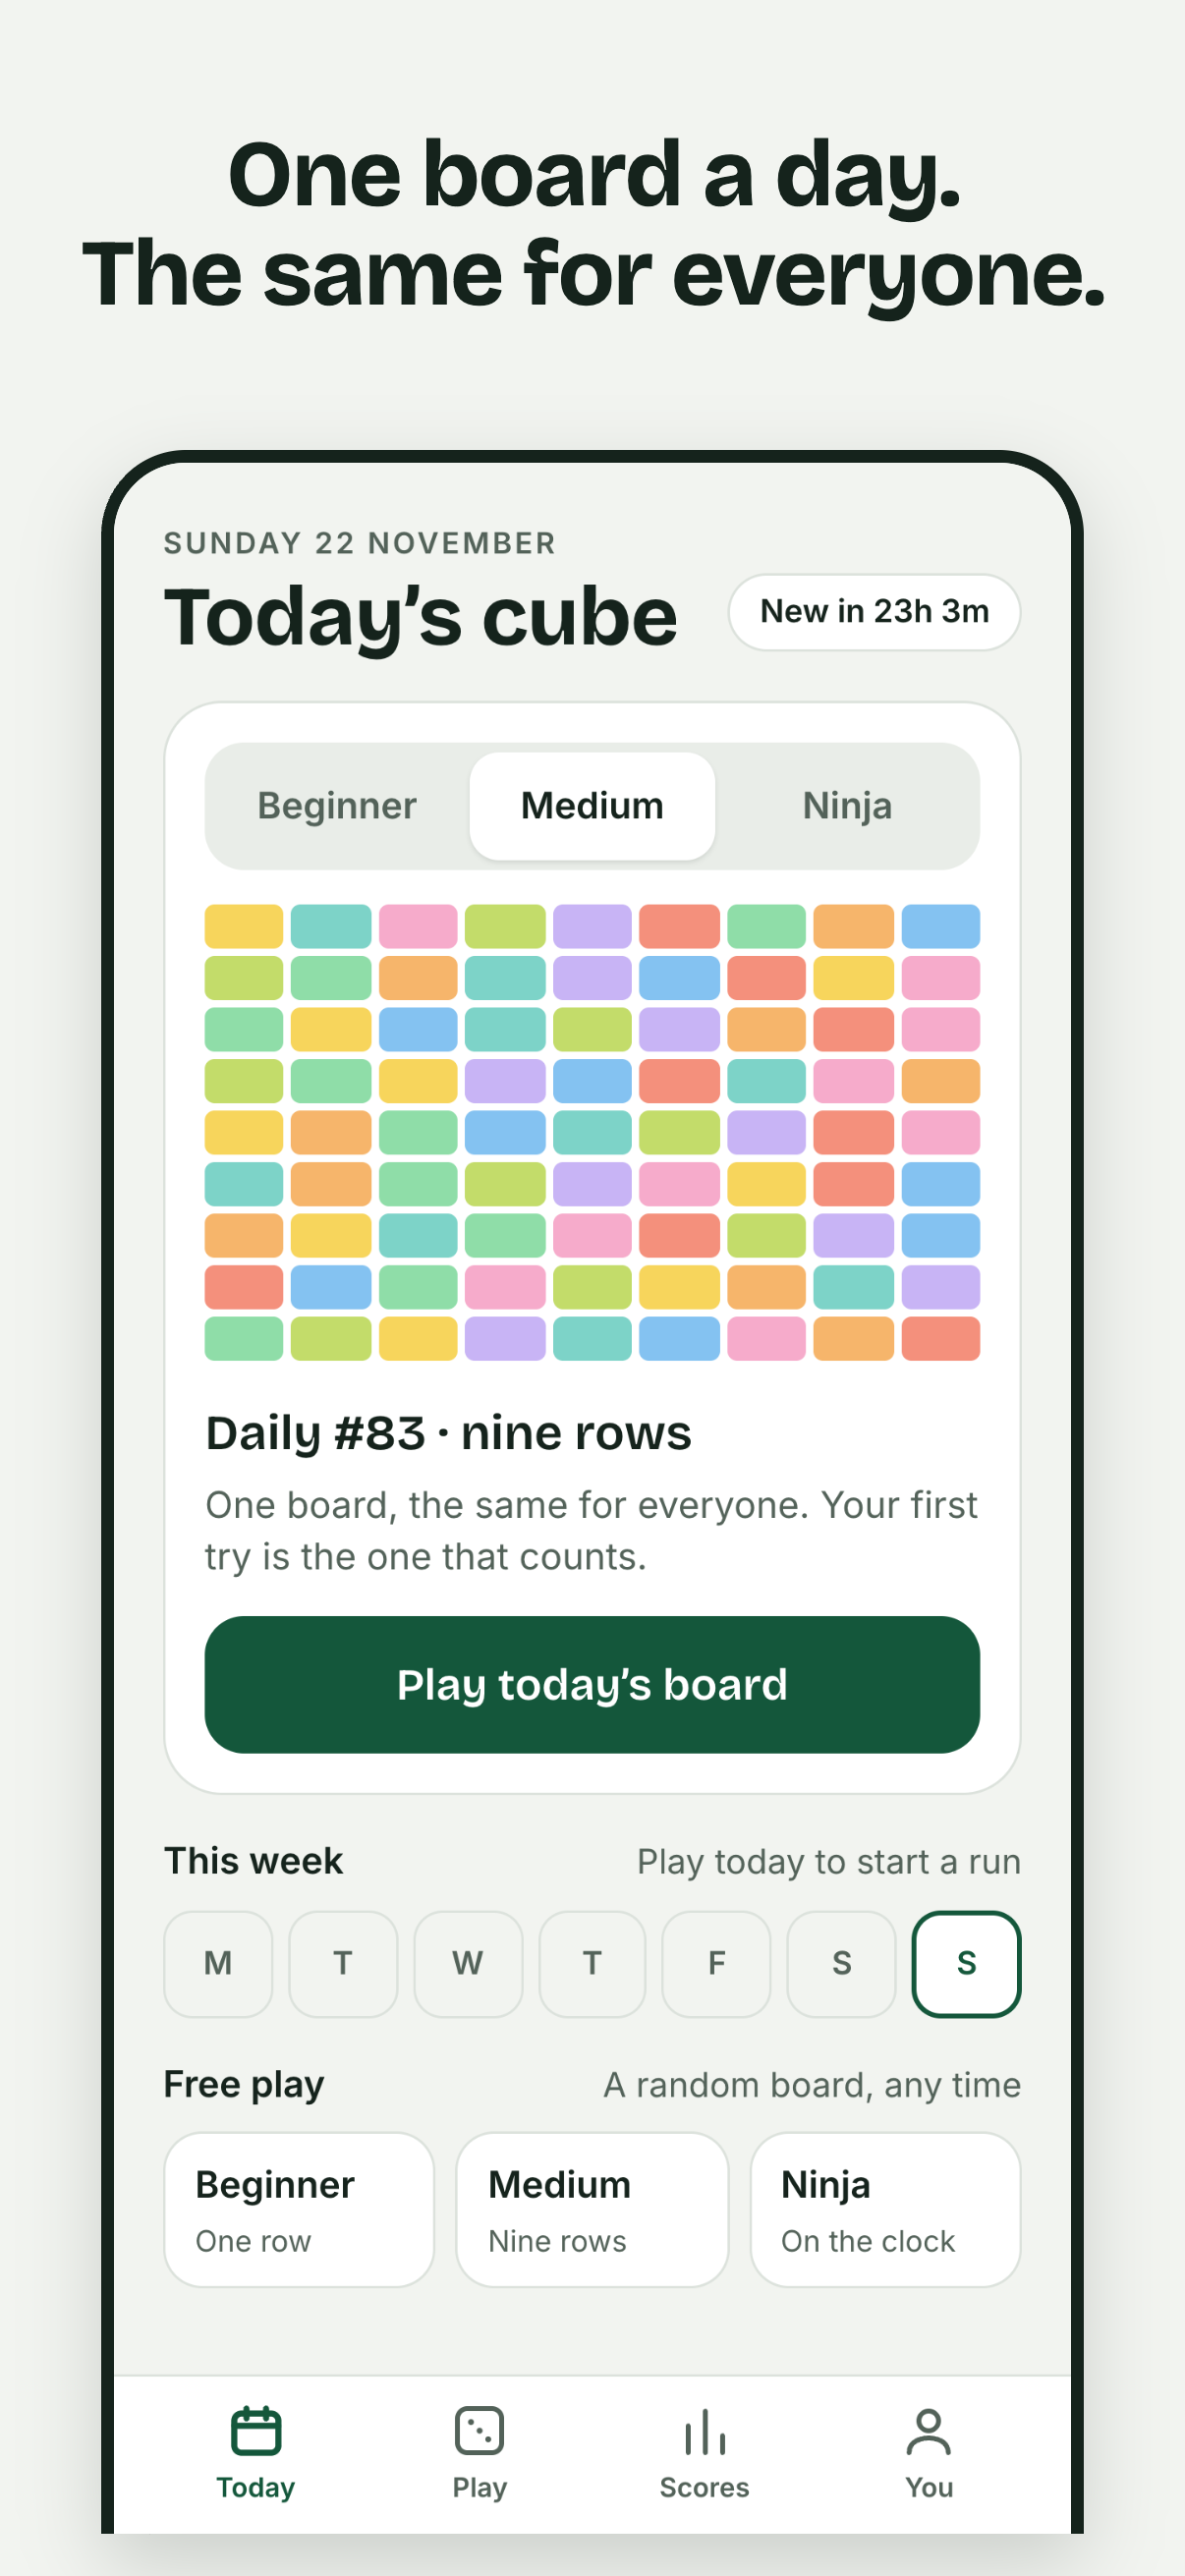 One board a day.
The same for everyone.
SUNDAY 22 NOVEMBER
Today’s cube
New in 23h 3m
Beginner
Medium
Ninja
Daily #83 · nine rows
One board, the same for everyone. Your first
try is the one that counts.
Play today’s board
This week
Play today to start a run
M
T
W
T
F
S
S
Free play
A random board, any time
Beginner
One row
Medium
Nine rows
Ninja
On the clock
Today
Play
Scores
You